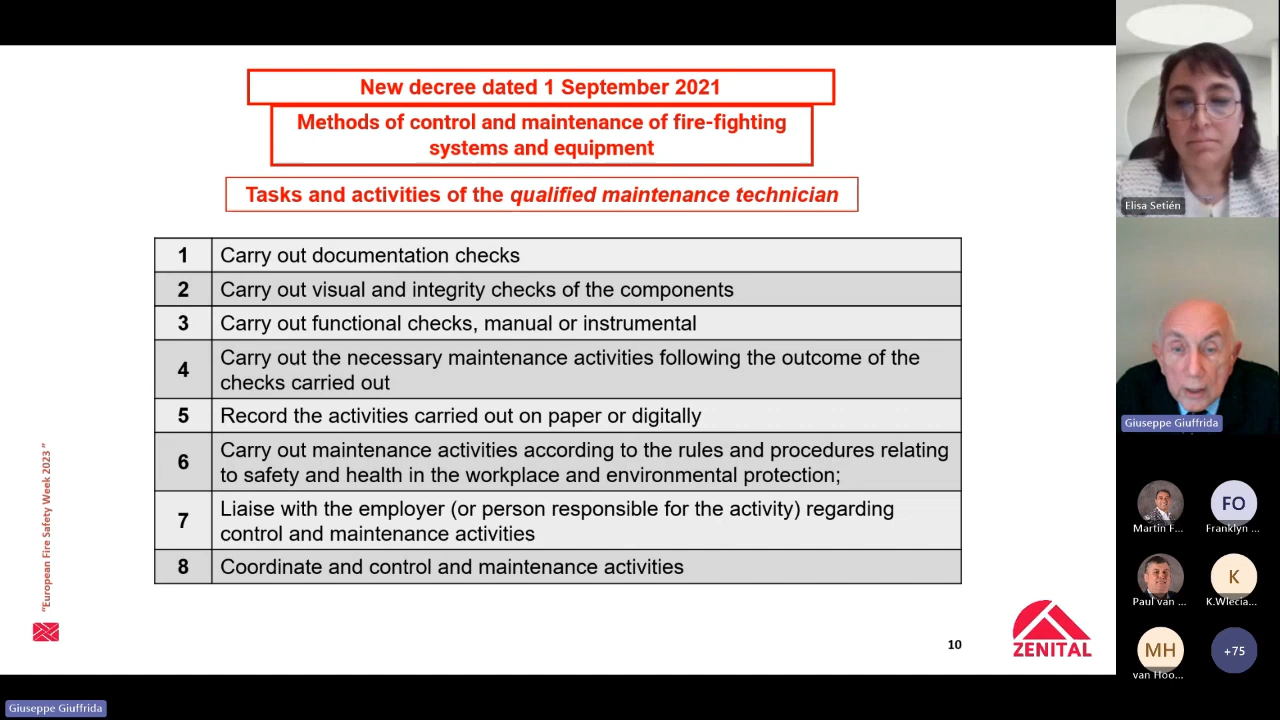 New decree dated 1 September 2021
Methods of control and maintenance of fire-fighting
systems and equipment
Tasks and activities of the qualified maintenance technician
1 Carry out documentation checks
2 Carry out visual and integrity checks of the components
3 Carry out functional checks, manual or instrumental
4 Carry out the necessary maintenance activities following the outcome of the
checks carried out
5 Record the activities carried out on paper or digitally
6 Carry out maintenance activities according to the rules and procedures relating
to safety and health in the workplace and environmental protection;
7 Liaise with the employer (or person responsible for the activity) regarding
control and maintenance activities
8 Coordinate and control and maintenance activities
"European Fire Safety Week 2023"
10
ZENITAL
Giuseppe Giuffrida
Elisa Setién
Giuseppe Giuffrida
FO
Martín F...
Franklyn ...
K
Paul van ...
K.Wlecia...
MH
+75
van Hoo...